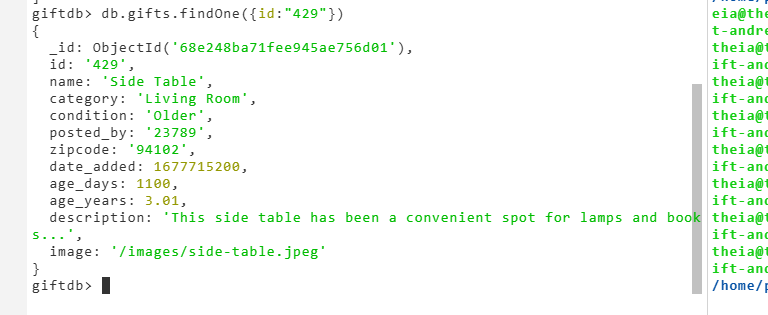 giftdb> db.gifts.findOne({id:"429"})
{
  _id: ObjectId('68e248ba71fee945ae756d01'),
  id: '429',
  name: 'Side Table',
  category: 'Living Room',
  condition: 'Older',
  posted_by: '23789',
  zipcode: '94102',
  date_added: 1677715200,
  age_days: 1100,
  age_years: 3.01,
  description: 'This side table has been a convenient spot for lamps and book
s...',
  image: '/images/side-table.jpeg'
}
giftdb>
eia@the
t-andre
theia@t
ift-and
theia@t
ift-and
theia@t
ift-and
theia@t
ift-and
theia@t
ift-and
theia@t
ift-and
theia@t
ift-and
/home/p